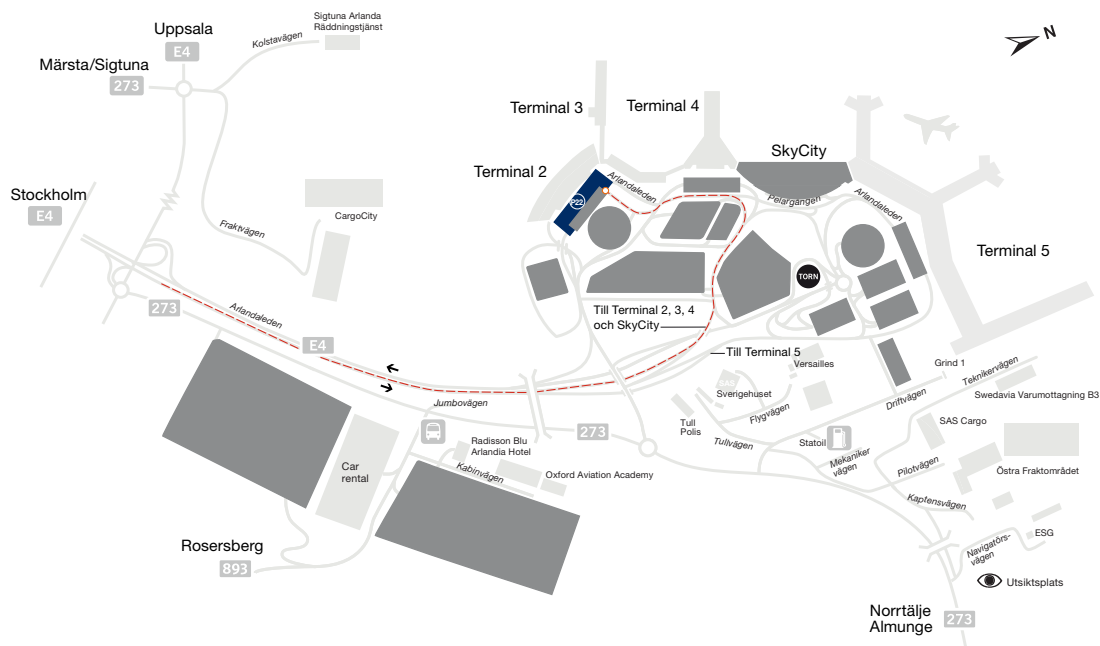 Sigtuna Arlanda
Räddningstjänst
Uppsala
E4
Kolstavägen
N
Märsta/Sigtuna
273
Terminal 3
Terminal 4
SkyCity
Terminal 2
Arlandaleden
Stockholm
E4
P22
Pelargången
Arlandaleden
CargoCity
Fraktvägen
Terminal 5
TORN
273
Arlandaleden
Till Terminal 2, 3, 4
och SkyCity
E4
Till Terminal 5
Versailles
Grind 1
Teknikervägen
SAS
Sverigehuset
Driftvägen
Swedavia Varumottagning B3
Jumbovägen
Flygvägen
Tull
Polis
SAS Cargo
273
Tullvägen
Statoil
Radisson Blu
Arlandia Hotel
Mekaniker
vägen
Pilotvägen
Östra Fraktområdet
Car
rental
Kabinvägen
Oxford Aviation Academy
Kaptensvägen
Rosersberg
893
Navigatörs-
vägen
ESG
Utsiktsplats
Norrtälje
Almunge
273